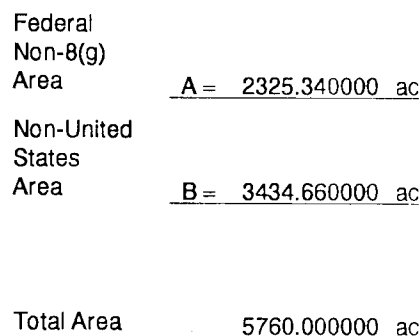 Federal
Non-8(g)
Area A = 2325.340000 ac
Non-United
States
Area B = 3434.660000 ac
Total Area 5760.000000 ac